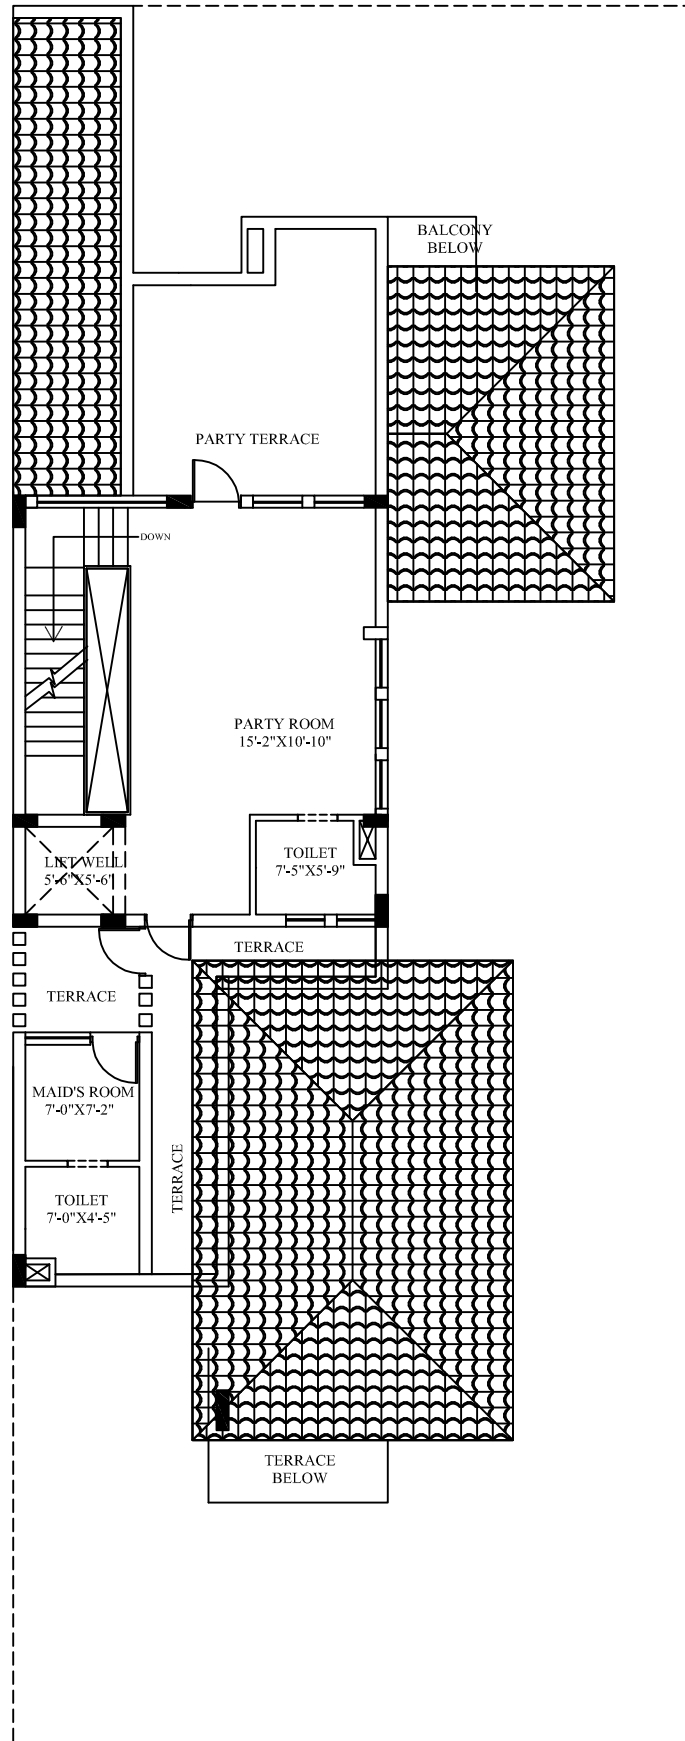 BALCONY
BELOW
PARTY TERRACE
DOWN
PARTY ROOM
15'-2"X10'-10"
TOILET
7'-5"X5'-9"
LIFT WELL
5'-6"X5'-6"
TERRACE
TERRACE
MAID'S ROOM
7'-0"X7'-2"
TERRACE
TOILET
7'-0"X4'-5"
TERRACE
BELOW